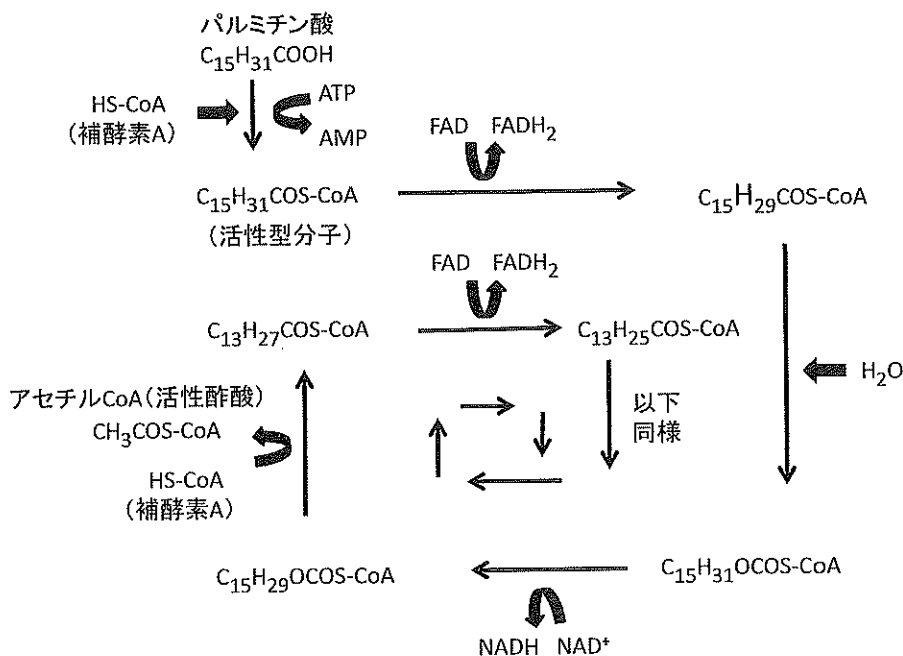 パルミチン酸
C15H31COOH
HS-CoA
(補酵素A)
ATP
AMP
FAD FADH2
C15H31COS-CoA
(活性型分子)
C15H29COS-CoA
FAD FADH2
C13H27COS-CoA
C13H25COS-CoA
H2O
アセチルCoA(活性酢酸)
CH3COS-CoA
以下
同様
HS-CoA
(補酵素A)
C15H29OCOS-CoA
C15H31OCOS-CoA
NADH NAD+